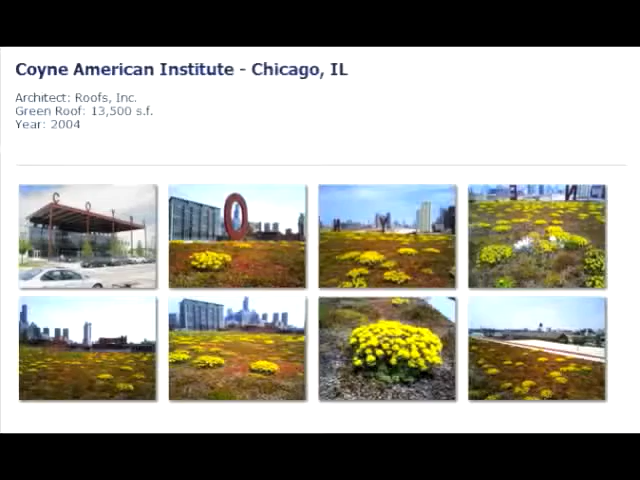 Coyne American Institute - Chicago, IL
Architect: Roofs, Inc.
Green Roof: 13,500 s.f.
Year: 2004
C O Y N
O